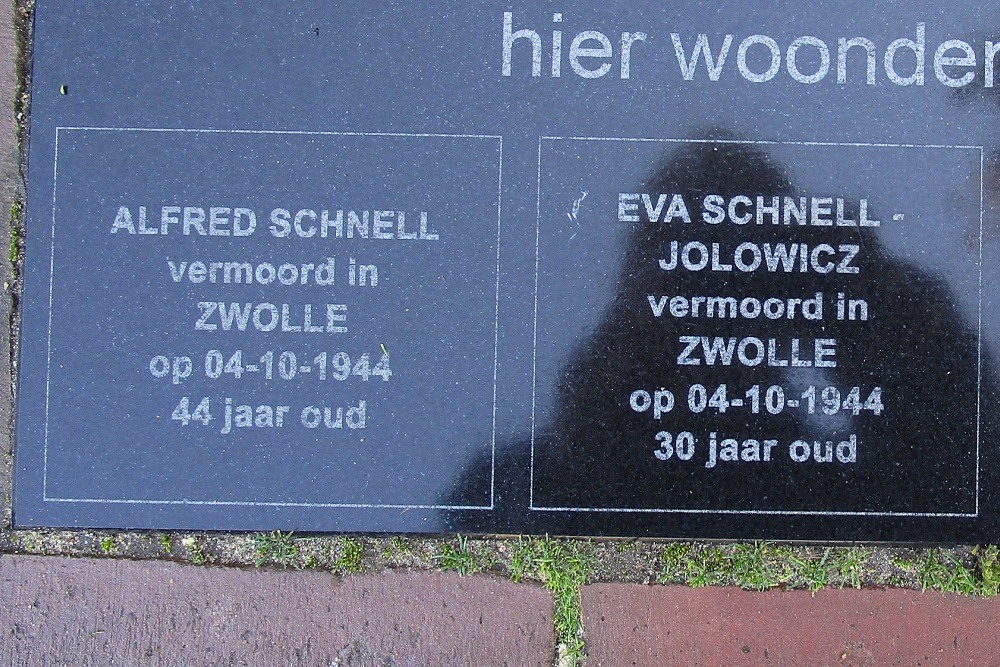 hier woonden
ALFRED SCHNELL
vermoord in
ZWOLLE
op 04-10-1944
44 jaar oud
EVA SCHNELL -
JOLOWICZ
vermoord in
ZWOLLE
op 04-10-1944
30 jaar oud